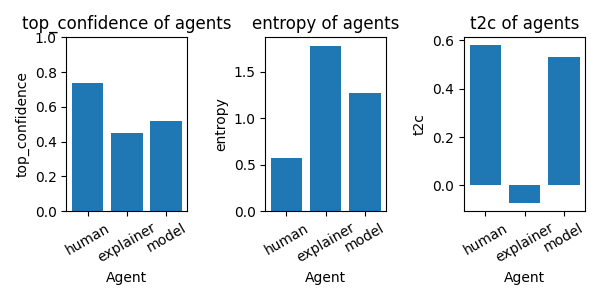 top_confidence of agents
top_confidence
1.0
0.8
0.6
0.4
0.2
0.0
human
explainer
model
Agent
entropy of agents
entropy
1.5
1.0
0.5
0.0
human
explainer
model
Agent
t2c of agents
t2c
0.6
0.4
0.2
0.0
human
explainer
model
Agent